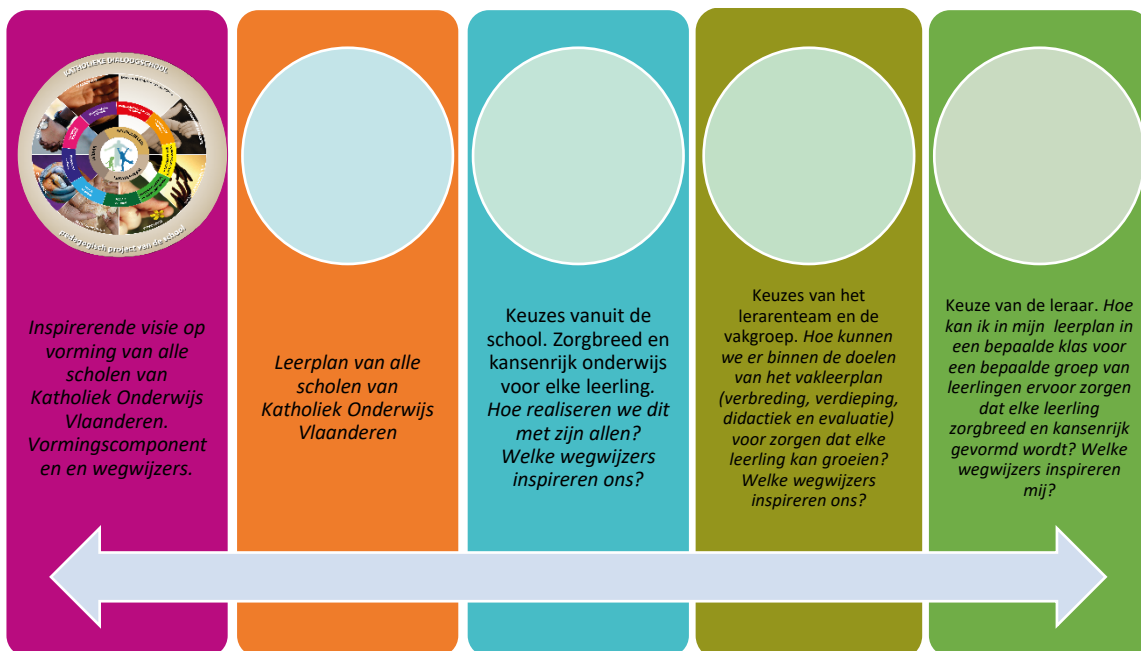 KATHOLIEKE DIALOOGSCHOOL
pedagogisch project van de school
Inspirerende visie op
vorming van alle
scholen van
Katholiek Onderwijs
Vlaanderen.
Vormingscomponent
en en wegwijzers.
Leerplan van alle
scholen van
Katholiek Onderwijs
Vlaanderen
Keuzes vanuit de
school. Zorgbreed en
kansenrijk onderwijs
voor elke leerling.
Hoe realiseren we dit
met zijn allen?
Welke wegwijzers
inspireren ons?
Keuzes van het
lerarenteam en de
vakgroep. Hoe kunnen
we er binnen de doelen
van het vakleerplan
(verbreding, verdieping,
didactiek en evaluatie)
voor zorgen dat elke
leerling kan groeien?
Welke wegwijzers
inspireren ons?
Keuze van de leraar. Hoe
kan ik in mijn leerplan in
een bepaalde klas voor
een bepaalde groep van
leerlingen ervoor zorgen
dat elke leerling
zorgbreed en kansenrijk
gevormd wordt? Welke
wegwijzers inspireren
mij?